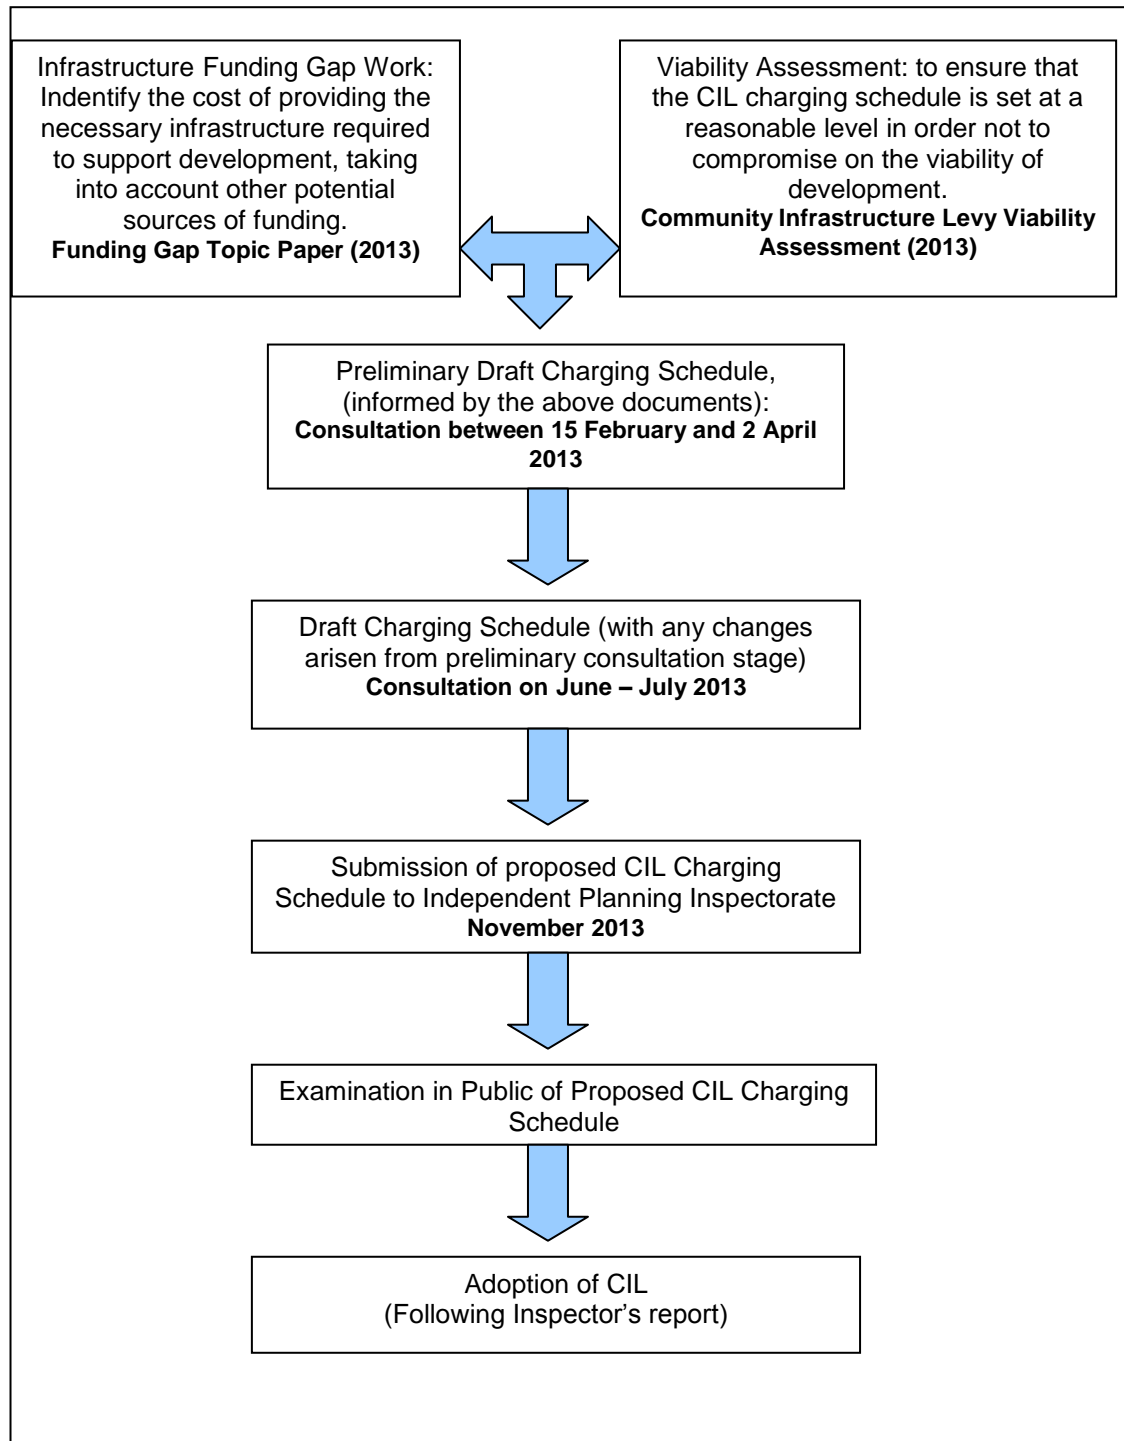 Infrastructure Funding Gap Work:
Indentify the cost of providing the
necessary infrastructure required
to support development, taking
into account other potential
sources of funding.
Funding Gap Topic Paper (2013)
Viability Assessment: to ensure that
the CIL charging schedule is set at a
reasonable level in order not to
compromise on the viability of
development.
Community Infrastructure Levy Viability
Assessment (2013)
Preliminary Draft Charging Schedule,
(informed by the above documents):
Consultation between 15 February and 2 April
2013
Draft Charging Schedule (with any changes
arisen from preliminary consultation stage)
Consultation on June – July 2013
Submission of proposed CIL Charging
Schedule to Independent Planning Inspectorate
November 2013
Examination in Public of Proposed CIL Charging
Schedule
Adoption of CIL
(Following Inspector’s report)